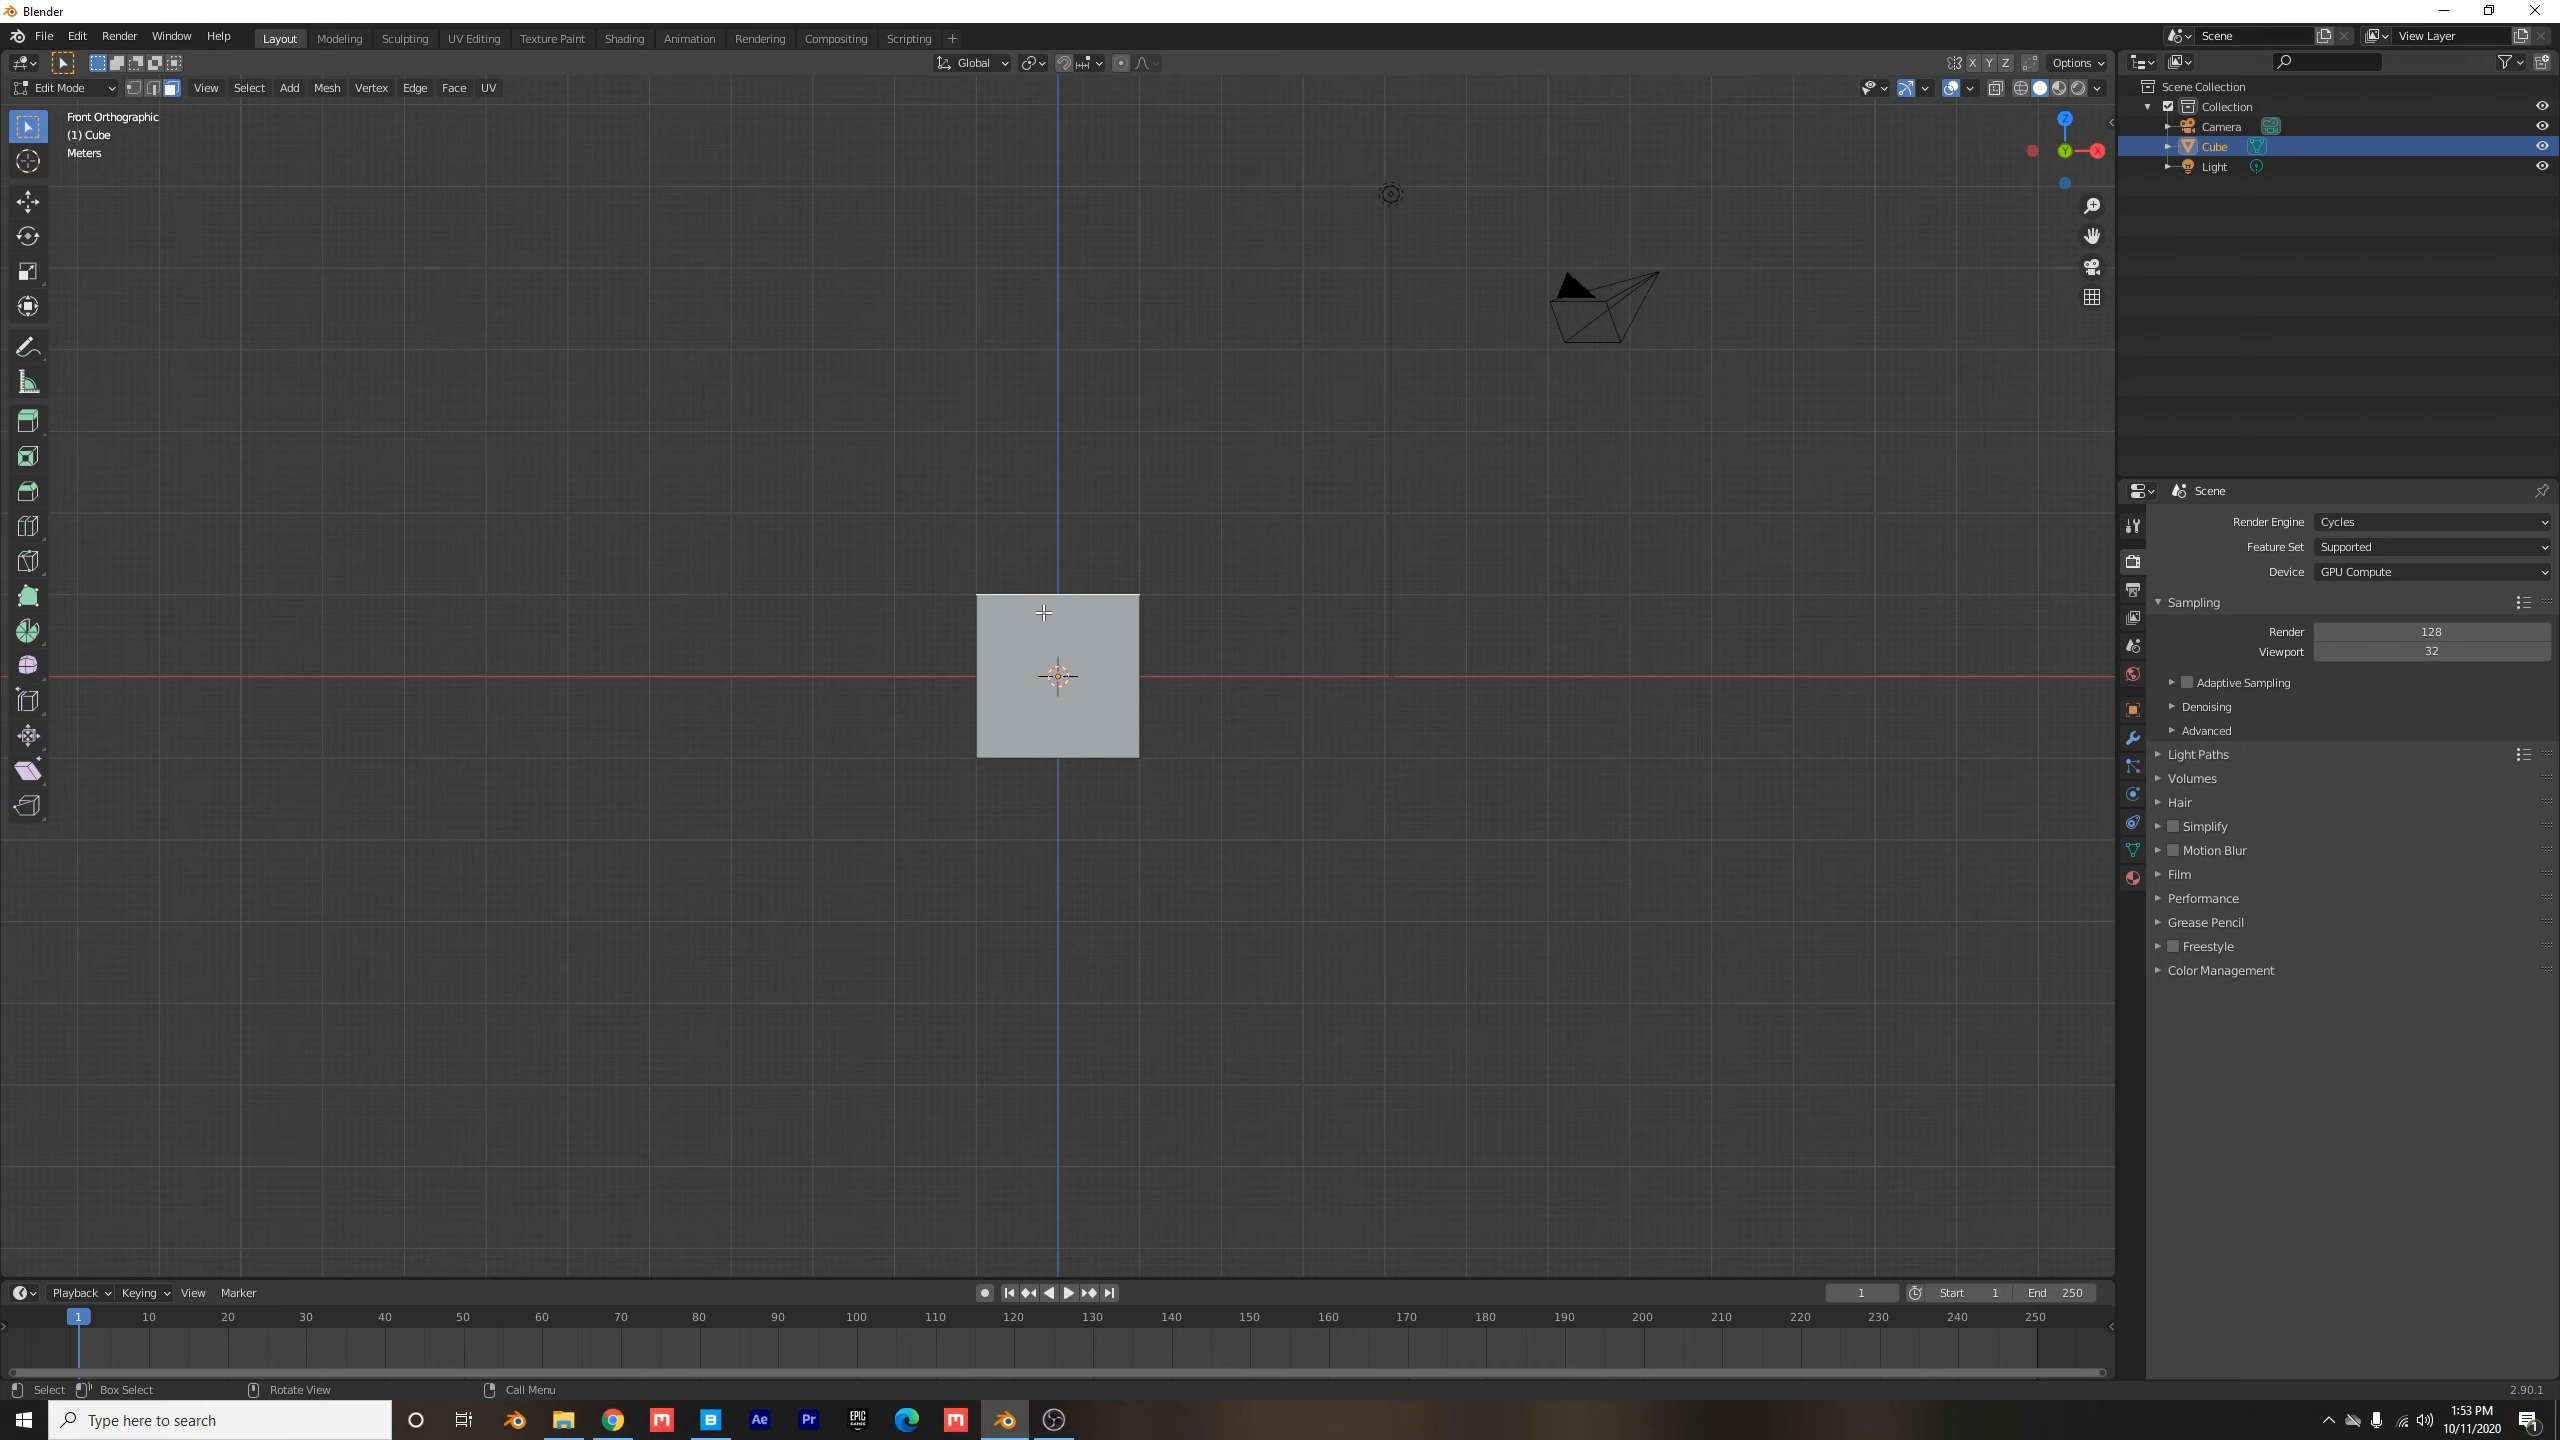 Blender
File Edit Render Window Help Layout Modeling Sculpting UV Editing Texture Paint Shading Animation Rendering Compositing Scripting + Scene View Layer
Global X Y Z Options
Edit Mode View Select Add Mesh Vertex Edge Face UV
Front Orthographic
(1) Cube
Meters
Z
Y
X
Scene Collection
Collection
Camera
Cube
Light
Scene
Render Engine Cycles
Feature Set Supported
Device GPU Compute
Sampling
Render 128
Viewport 32
Adaptive Sampling
Denoising
Advanced
Light Paths
Volumes
Hair
Simplify
Motion Blur
Film
Performance
Grease Pencil
Freestyle
Color Management
Playback Keying View Marker 1 Start 1 End 250
1 10 20 30 40 50 60 70 80 90 100 110 120 130 140 150 160 170 180 190 200 210 220 230 240 250
Select Box Select Rotate View Call Menu 2.90.1
Type here to search
Ae Pr EPIC GAMES
1:53 PM
10/11/2020
1